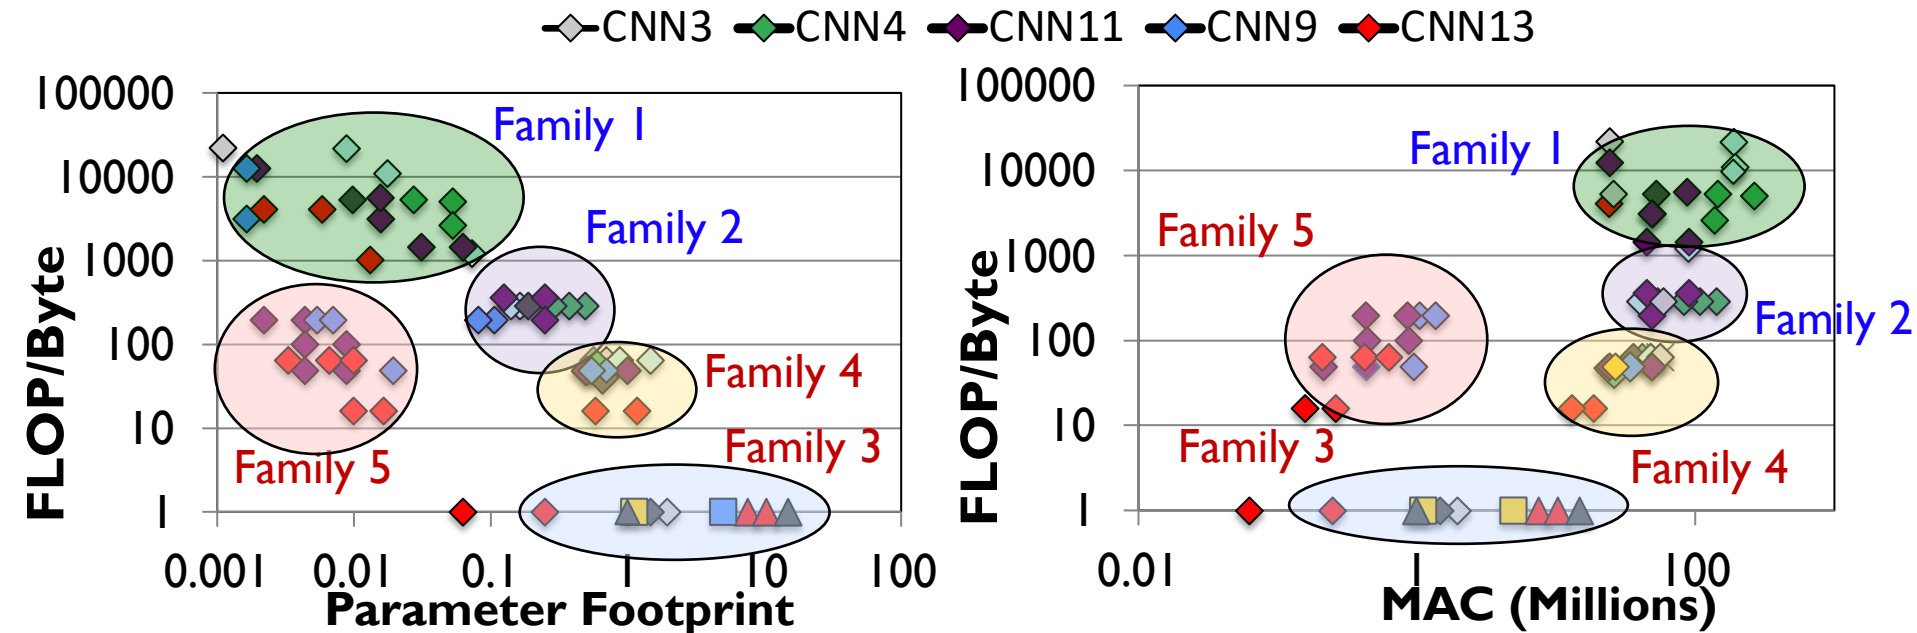 CNN3 CNN4 CNN11 CNN9 CNN13
FLOP/Byte
100000
10000
1000
100
10
1
Family 1
Family 2
Family 4
Family 3
Family 5
0.001 0.01 0.1 1 10 100
Parameter Footprint
FLOP/Byte
100000
10000
1000
100
10
1
Family 1
Family 5
Family 2
Family 3
Family 4
0.01 1 100
MAC (Millions)